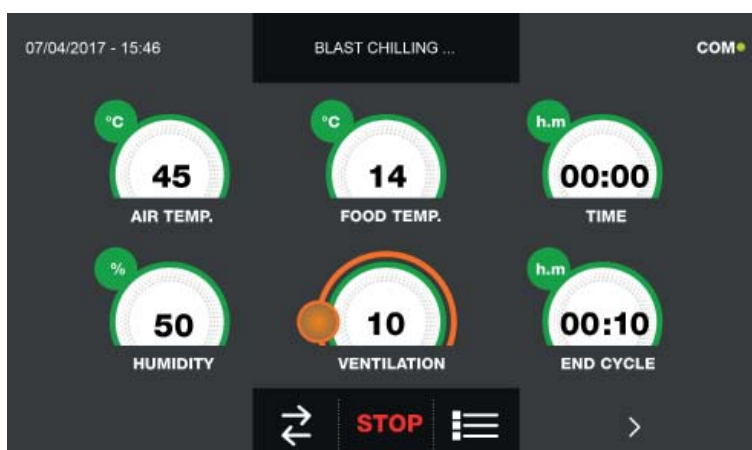 07/04/2017 - 15:46
BLAST CHILLING ...
COM
°C
45
AIR TEMP.
°C
14
FOOD TEMP.
h.m
00:00
TIME
%
50
HUMIDITY
10
VENTILATION
h.m
00:10
END CYCLE
STOP